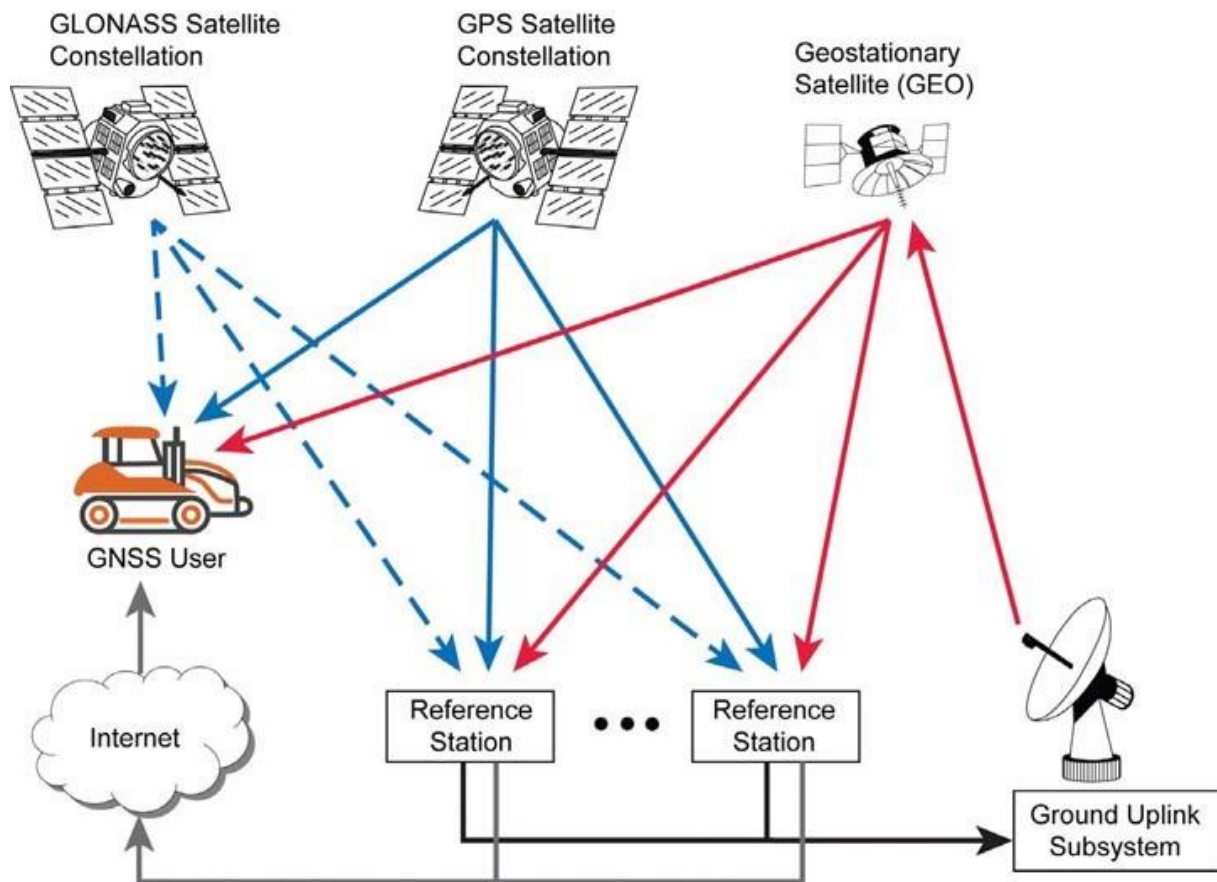 GLONASS Satellite
Constellation
GPS Satellite
Constellation
Geostationary
Satellite (GEO)
GNSS User
Internet
Reference
Station
Reference
Station
Ground Uplink
Subsystem